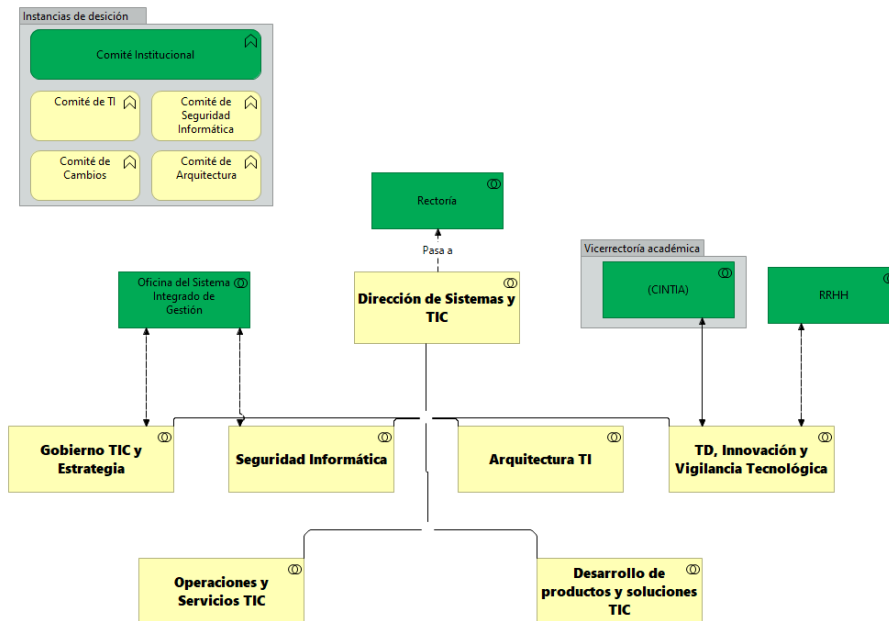 Instancias de desición
Comité Institucional
Comité de TI
Comité de
Seguridad
Informática
Comité de
Cambios
Comité de
Arquitectura
Rectoría
Pasa a
Vicerrectoría académica
(CINTIA)
RRHH
Oficina del Sistema
Integrado de
Gestión
Dirección de Sistemas y
TIC
Gobierno TIC y
Estrategia
Seguridad Informática
Arquitectura TI
TD, Innovación y
Vigilancia Tecnológica
Operaciones y
Servicios TIC
Desarrollo de
productos y soluciones
TIC